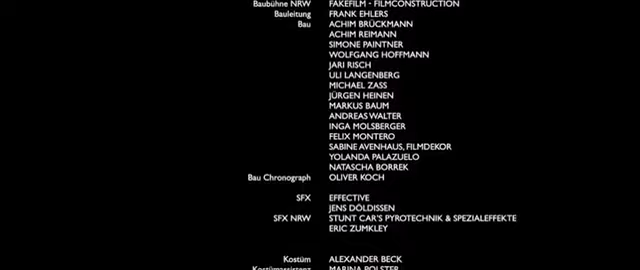 Baubühne NRW FAKEFILM - FILMCONSTRUCTION
Bauleitung FRANK EHLERS
Bau ACHIM BRÜCKMANN
ACHIM REIMANN
SIMONE PAINTNER
WOLFGANG HOFFMANN
JARI RISCH
ULI LANGENBERG
MICHAEL ZASS
JÜRGEN HEINEN
MARKUS BAUM
ANDREAS WALTER
INGA MOLSBERGER
FELIX MONTERO
SABINE AVENHAUS, FILMDEKOR
YOLANDA PALAZUELO
NATASCHA BORREK
Bau Chronograph OLIVER KOCH
SFX EFFECTIVE
JENS DÖLDISSEN
SFX NRW STUNT CAR'S PYROTECHNIK & SPEZIALEFFEKTE
ERIC ZUMKLEY
Kostüm ALEXANDER BECK
Kostümassistenz MARINA POLSTER